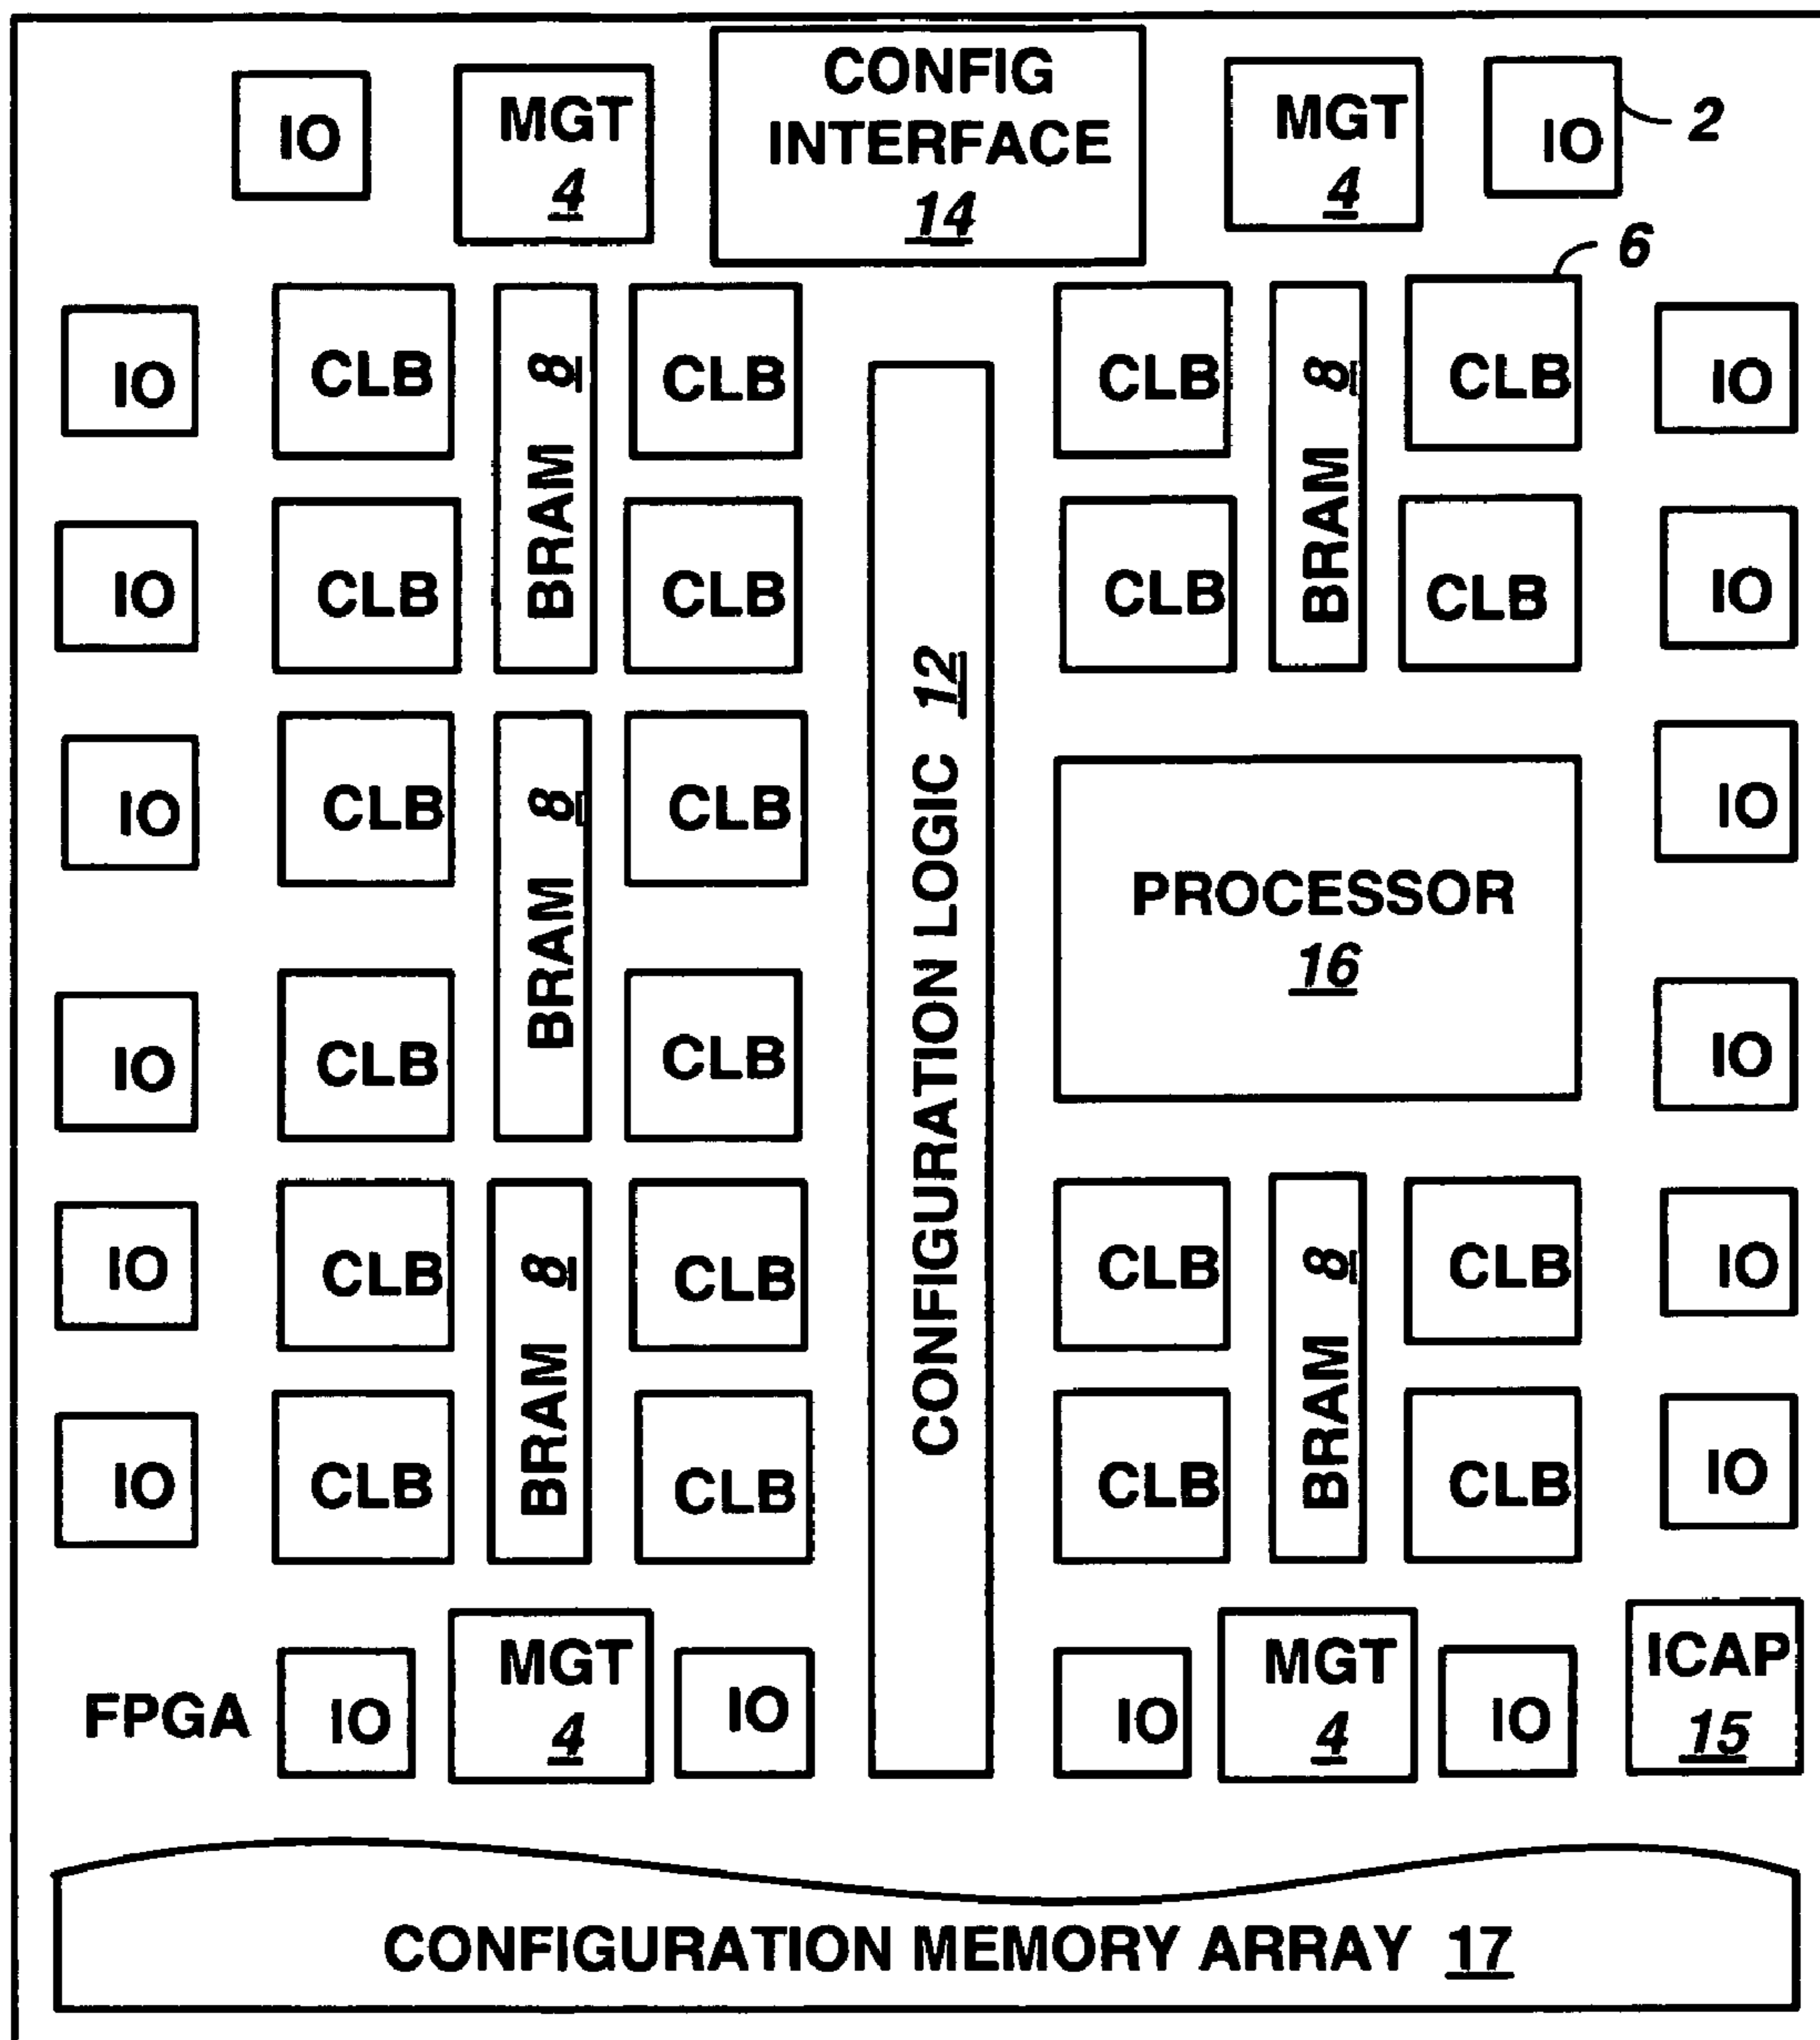 CONFIG
INTERFACE
14
IO
MGT
4
MGT
4
IO
2
6
IO
CLB
BRAM 8
CLB
CLB
BRAM 8
CLB
IO
IO
CLB
CLB
CLB
CLB
IO
CONFIGURATION LOGIC 12
IO
CLB
BRAM 8
CLB
PROCESSOR
16
IO
IO
CLB
CLB
IO
IO
CLB
BRAM 8
CLB
CLB
BRAM 8
CLB
IO
IO
CLB
CLB
CLB
CLB
IO
FPGA
IO
MGT
4
IO
IO
MGT
4
IO
ICAP
15
CONFIGURATION MEMORY ARRAY 17